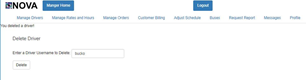 NOVA Manger Home Logout
Manage Drivers Manage Routes and Hours Manage Orders Customer Billing Adjust Schedule Buses Request Report Messages Profile
You deleted a driver!
Delete Driver
Enter a Driver Username to Delete:
Delete